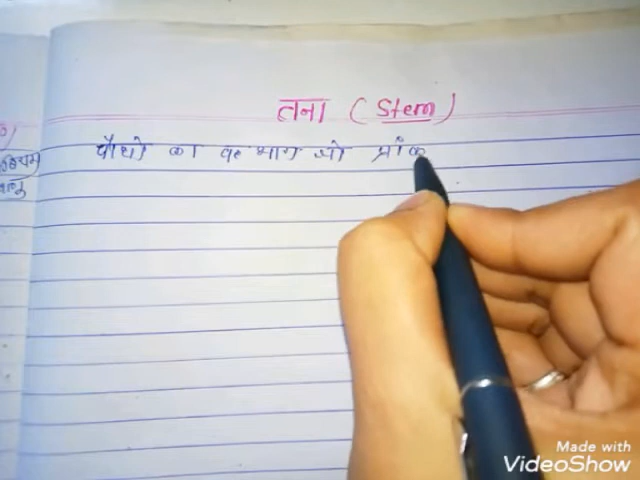 तना (Stem)
पौधो का वह भाग जो प्रांक
Made with
VideoShow